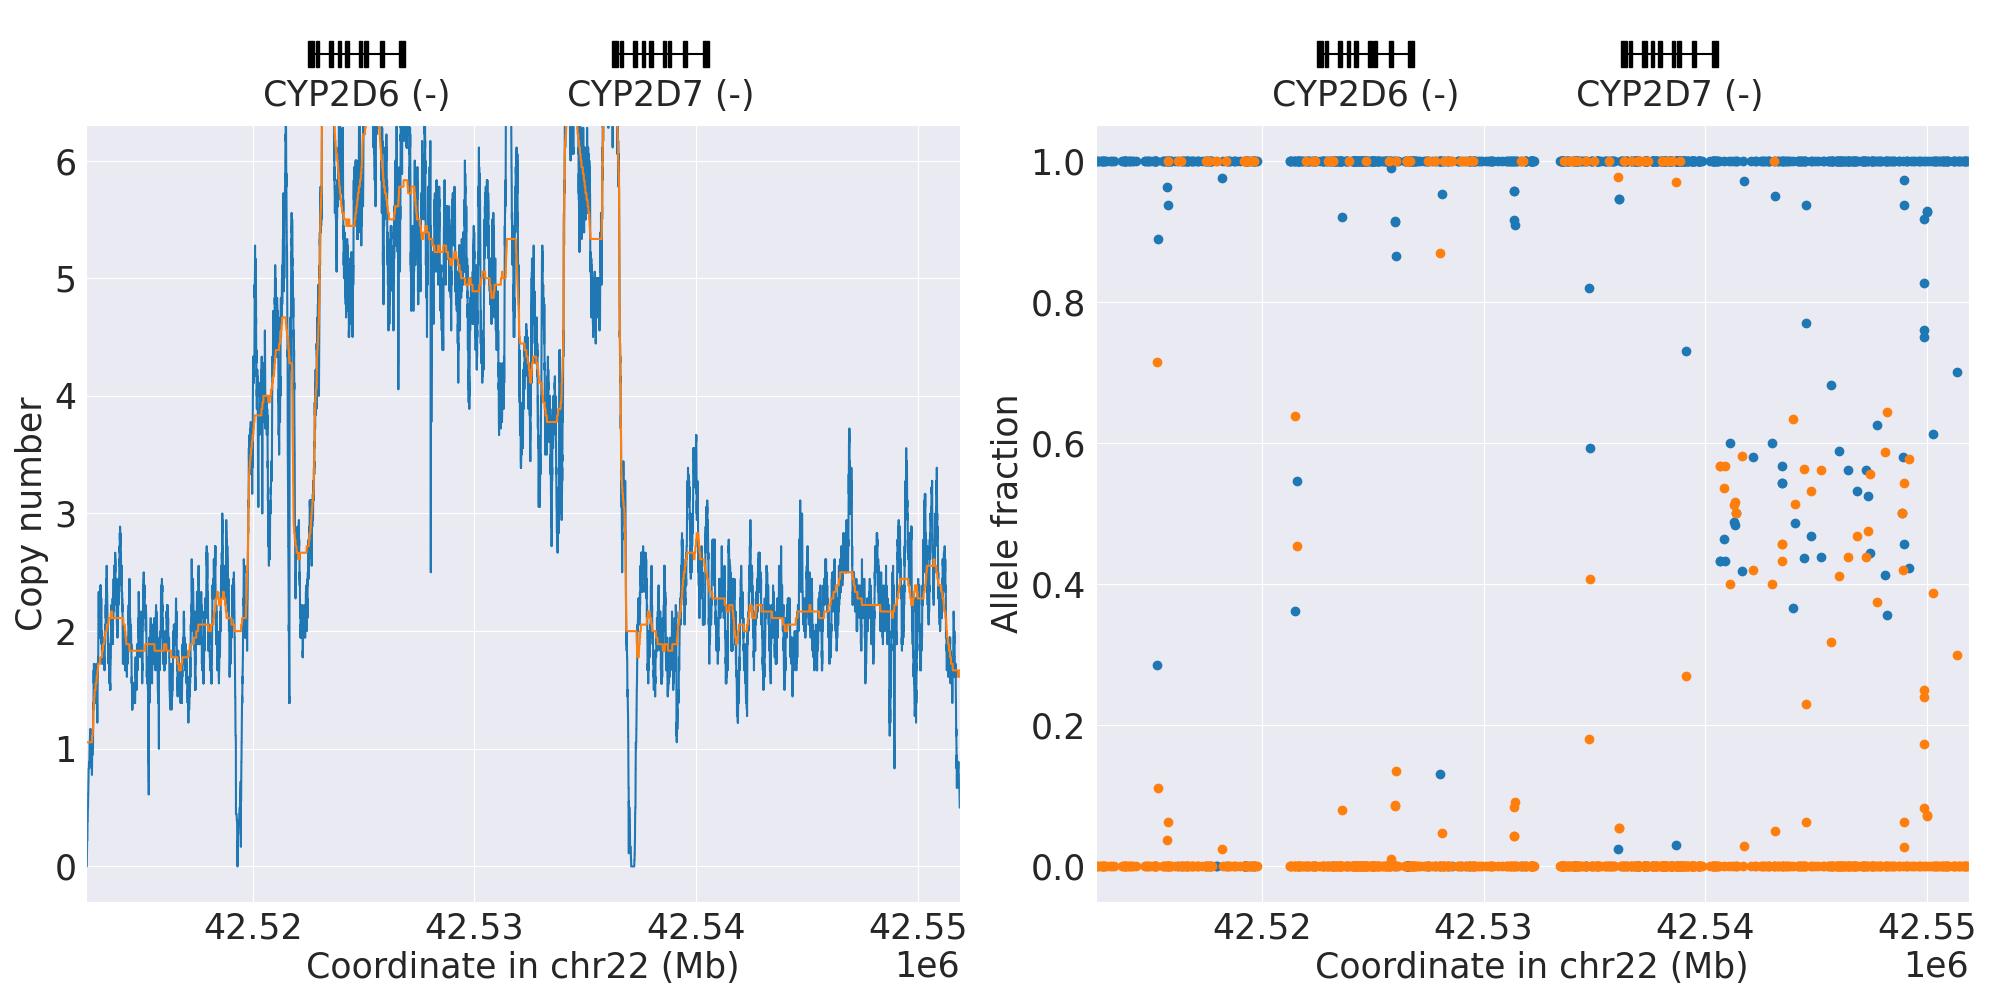 CYP2D6 (-)
CYP2D7 (-)
Copy number
6
5
4
3
2
1
0
42.52
42.53
42.54
42.55
1e6
Coordinate in chr22 (Mb)
CYP2D6 (-)
CYP2D7 (-)
Allele fraction
1.0
0.8
0.6
0.4
0.2
0.0
42.52
42.53
42.54
42.55
1e6
Coordinate in chr22 (Mb)